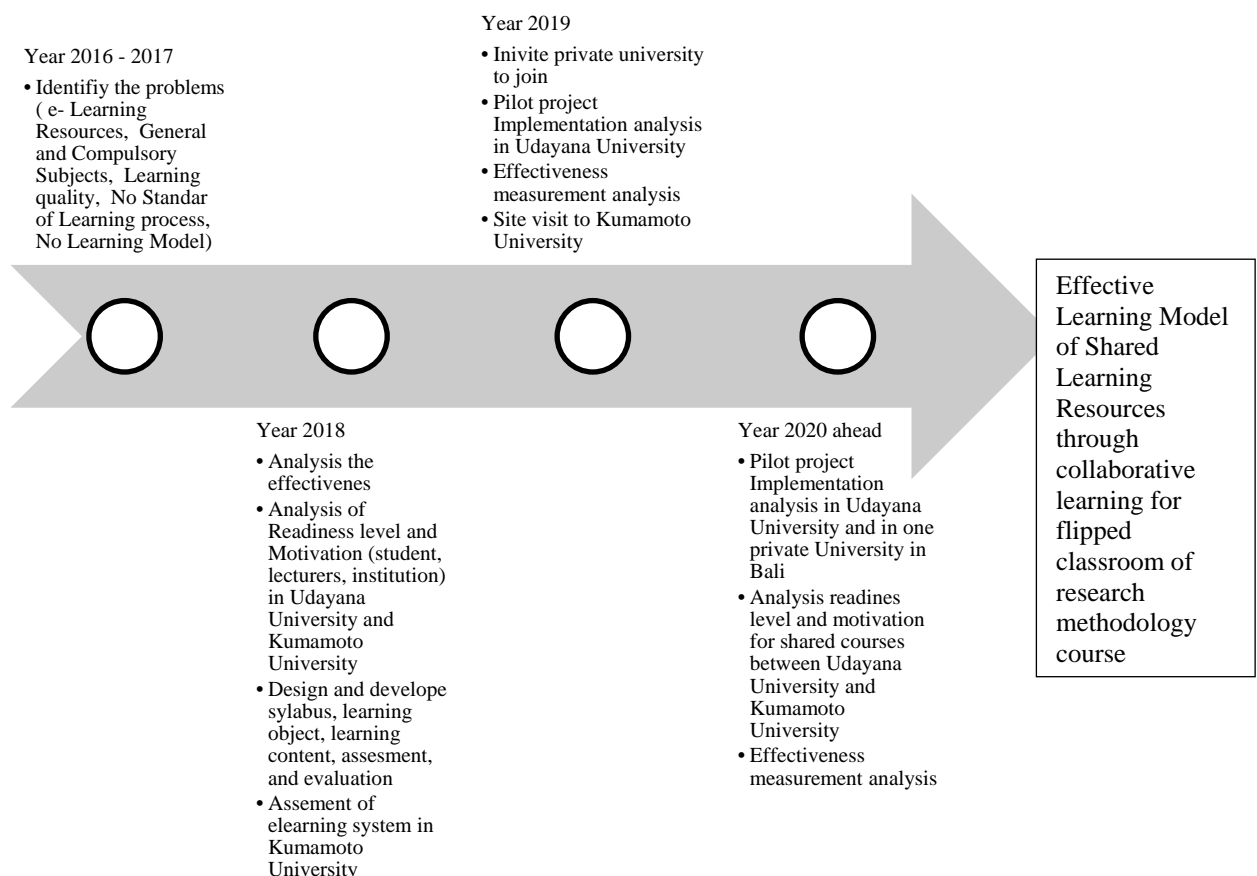 Year 2016 - 2017
• Identifiy the problems
( e- Learning
Resources, General
and Compulsory
Subjects, Learning
quality, No Standar
of Learning process,
No Learning Model)
Year 2018
• Analysis the
effectivenes
• Analysis of
Readiness level and
Motivation (student,
lecturers, institution)
in Udayana
University and
Kumamoto
University
• Design and develope
sylabus, learning
object, learning
content, assesment,
and evaluation
• Assement of
elearning system in
Kumamoto
University
Year 2019
• Inivite private university
to join
• Pilot project
Implementation analysis
in Udayana University
• Effectiveness
measurement analysis
• Site visit to Kumamoto
University
Year 2020 ahead
• Pilot project
Implementation
analysis in Udayana
University and in one
private University in
Bali
• Analysis readines
level and motivation
for shared courses
between Udayana
University and
Kumamoto
University
• Effectiveness
measurement analysis
Effective
Learning Model
of Shared
Learning
Resources
through
collaborative
learning for
flipped
classroom of
research
methodology
course